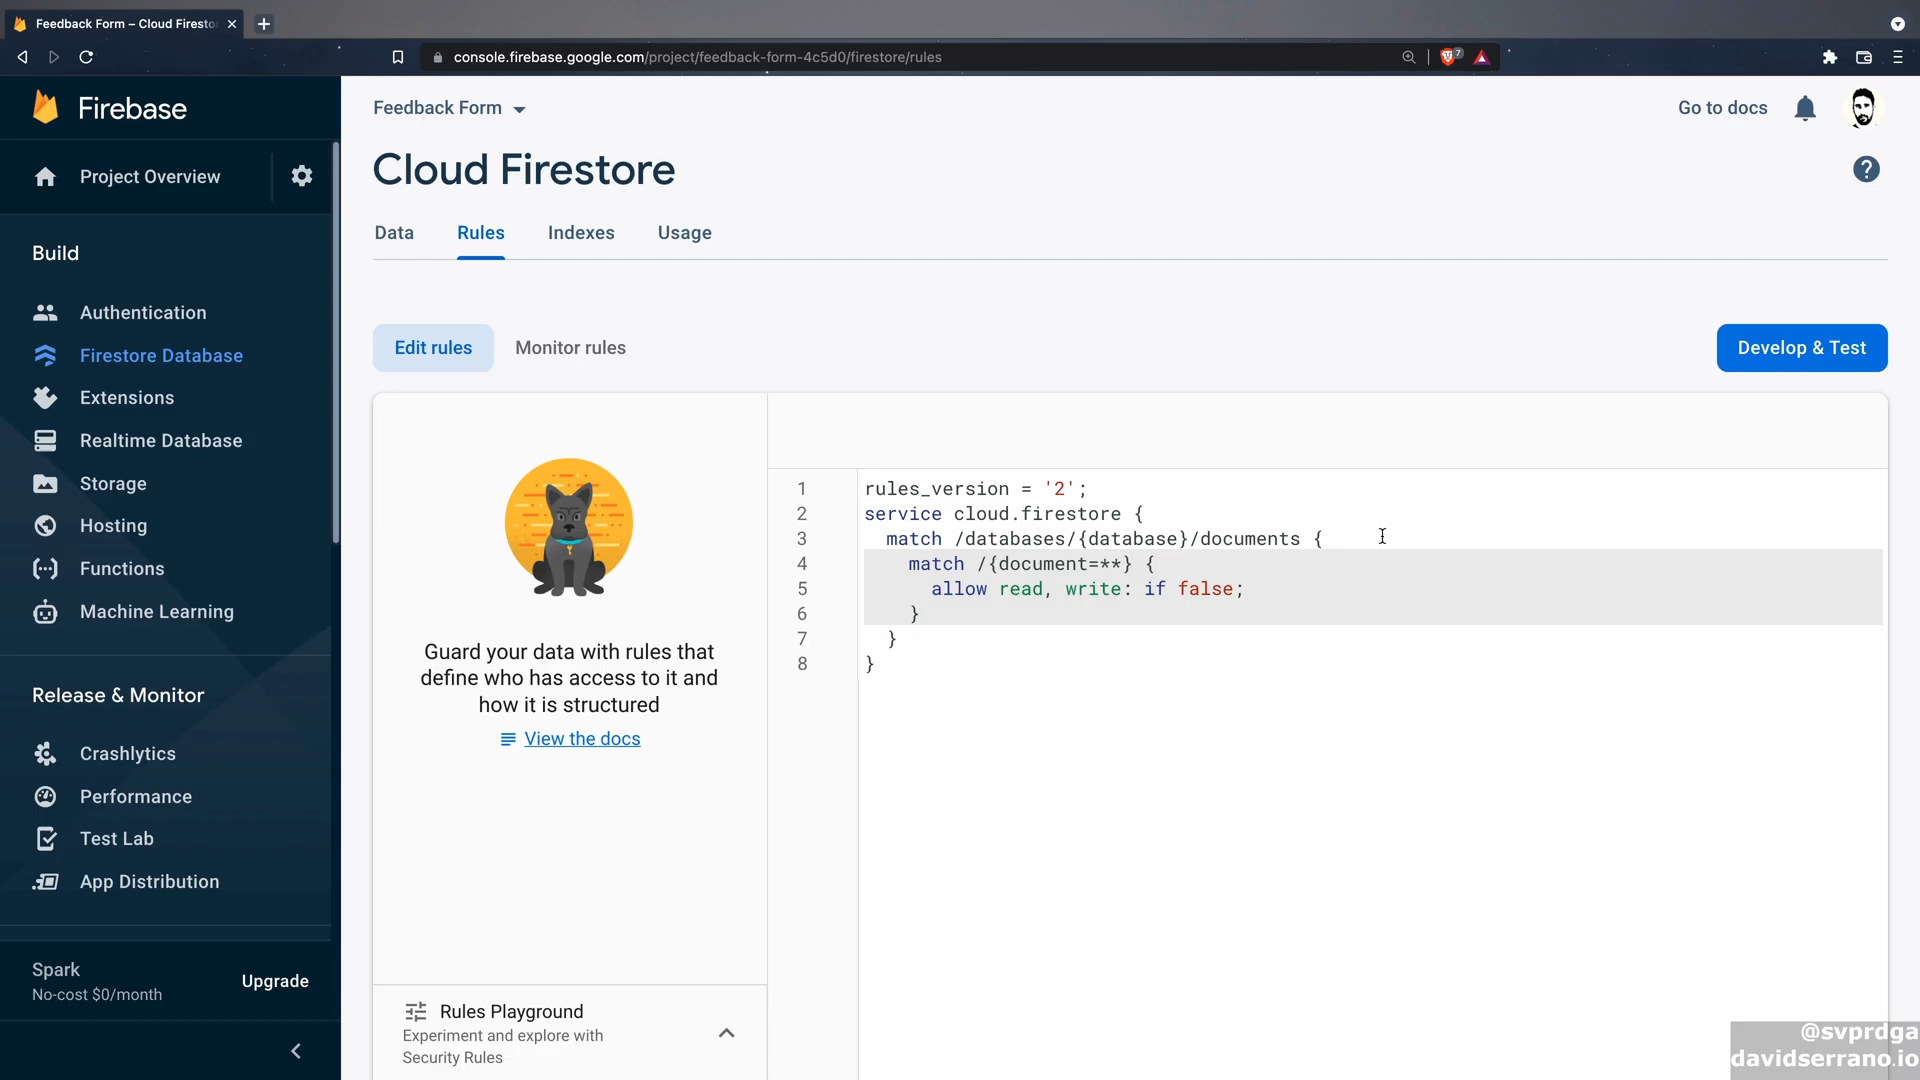 Feedback Form – Cloud Firesto
console.firebase.google.com/project/feedback-form-4c5d0/firestore/rules
7
Firebase
Project Overview
Build
Authentication
Firestore Database
Extensions
Realtime Database
Storage
Hosting
Functions
Machine Learning
Release & Monitor
Crashlytics
Performance
Test Lab
App Distribution
Spark
No-cost $0/month
Upgrade
Feedback Form
Go to docs
Cloud Firestore
?
Data Rules Indexes Usage
Edit rules Monitor rules
Develop & Test
Guard your data with rules that
define who has access to it and
how it is structured
View the docs
Rules Playground
Experiment and explore with
Security Rules
1 rules_version = '2';
2 service cloud.firestore {
3 match /databases/{database}/documents {
4 match /{document=**} {
5 allow read, write: if false;
6 }
7 }
8 }
@svprdga
davidserrano.io